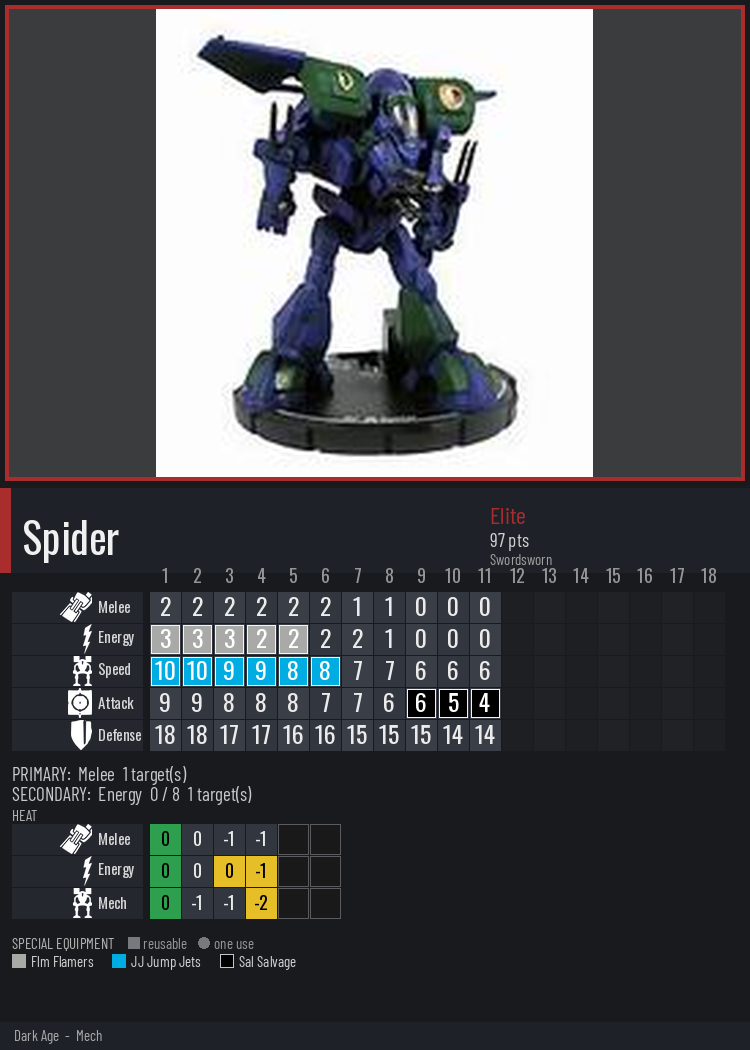 Spider
Elite
97 pts
Swordsworn
1 2 3 4 5 6 7 8 9 10 11 12 13 14 15 16 17 18
Melee 2 2 2 2 2 2 1 1 0 0 0
Energy 3 3 3 2 2 2 2 1 0 0 0
Speed 10 10 9 9 8 8 7 7 6 6 6
Attack 9 9 8 8 8 7 7 6 6 5 4
Defense 18 18 17 17 16 16 15 15 15 14 14
PRIMARY: Melee 1 target(s)
SECONDARY: Energy 0 / 8 1 target(s)
HEAT
Melee 0 0 -1 -1
Energy 0 0 0 -1
Mech 0 -1 -1 -2
SPECIAL EQUIPMENT reusable one use
Flm Flamers JJ Jump Jets Sal Salvage
Dark Age - Mech